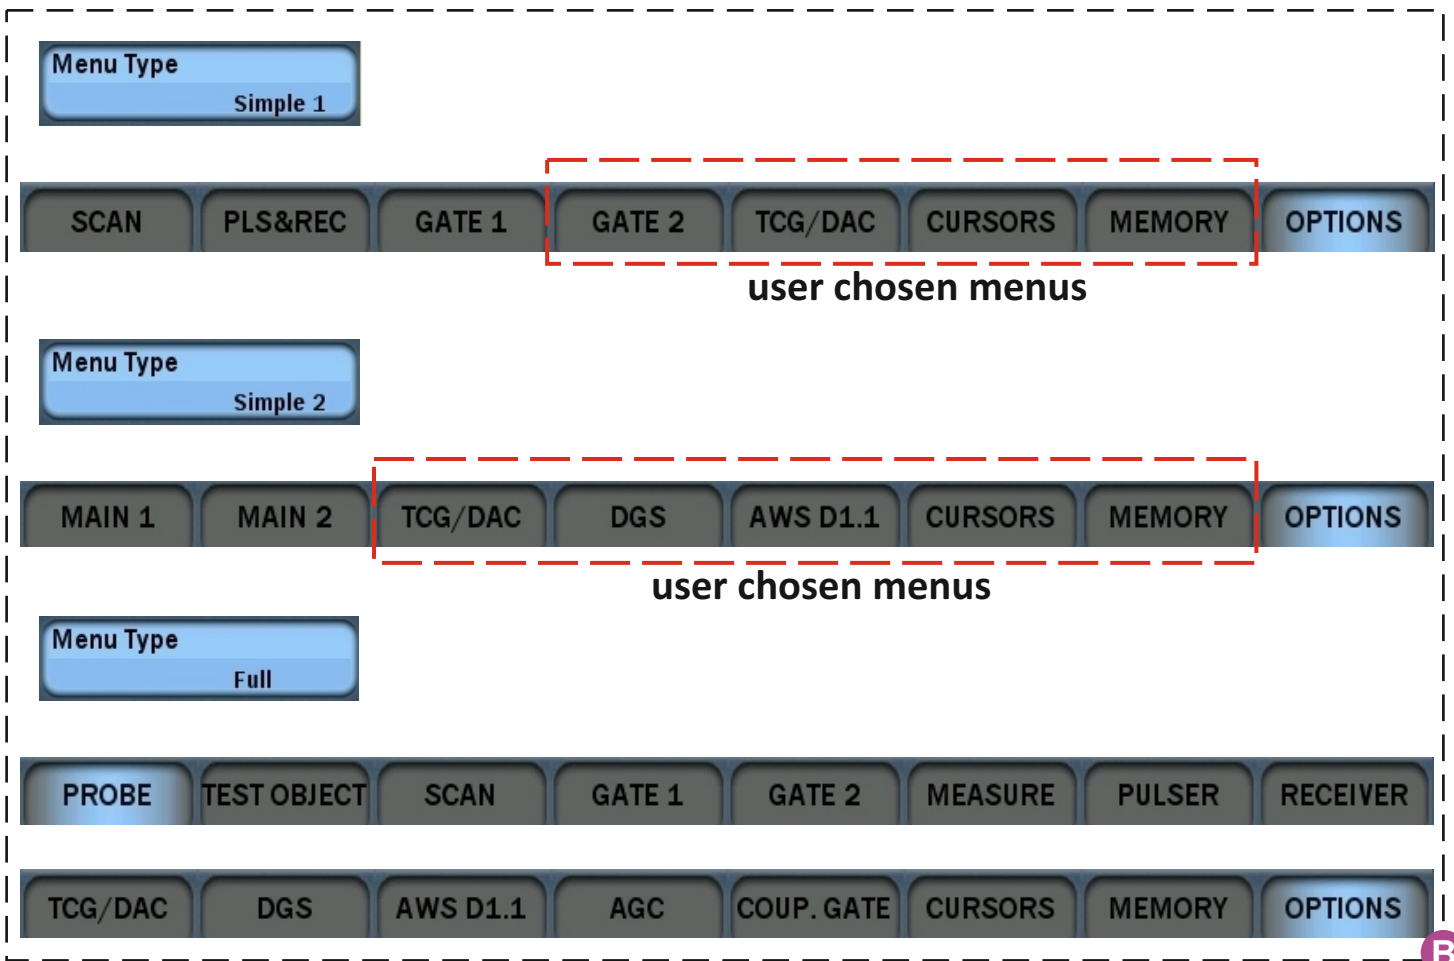 Menu Type
Simple 1
SCAN PLS&REC GATE 1 GATE 2 TCG/DAC CURSORS MEMORY OPTIONS
user chosen menus
Menu Type
Simple 2
MAIN 1 MAIN 2 TCG/DAC DGS AWS D1.1 CURSORS MEMORY OPTIONS
user chosen menus
Menu Type
Full
PROBE TEST OBJECT SCAN GATE 1 GATE 2 MEASURE PULSER RECEIVER
TCG/DAC DGS AWS D1.1 AGC COUP. GATE CURSORS MEMORY OPTIONS
B